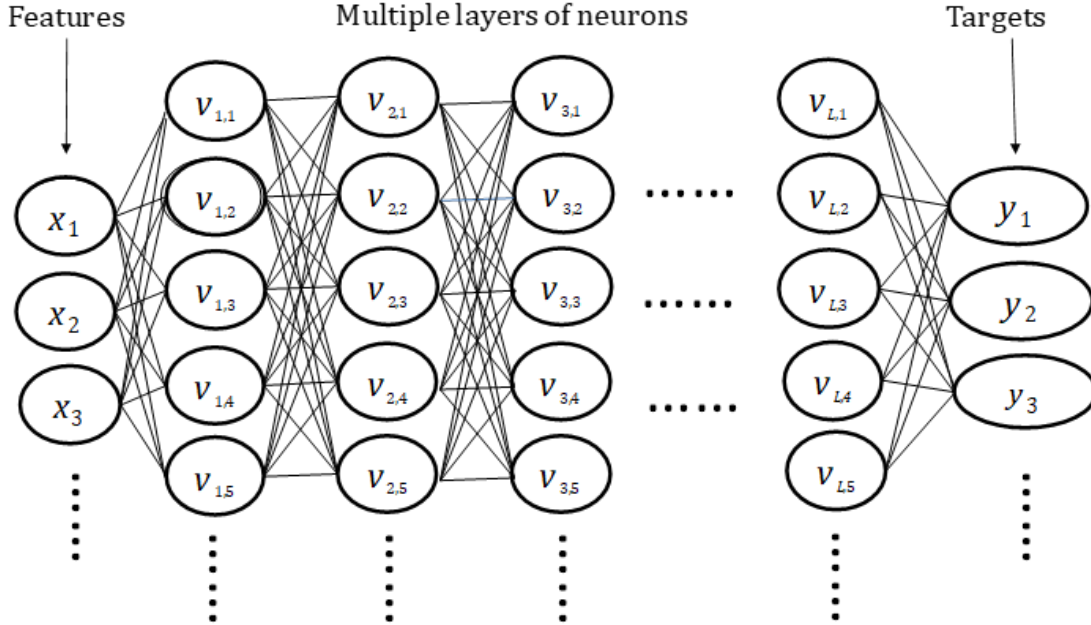 Features Multiple layers of neurons Targets
v1,1 v2,1 v3,1 vL,1
x1 v1,2 v2,2 v3,2 vL,2 y1
x2 v1,3 v2,3 v3,3 vL,3 y2
x3 v1,4 v2,4 v3,4 vL,4 y3
v1,5 v2,5 v3,5 vL,5